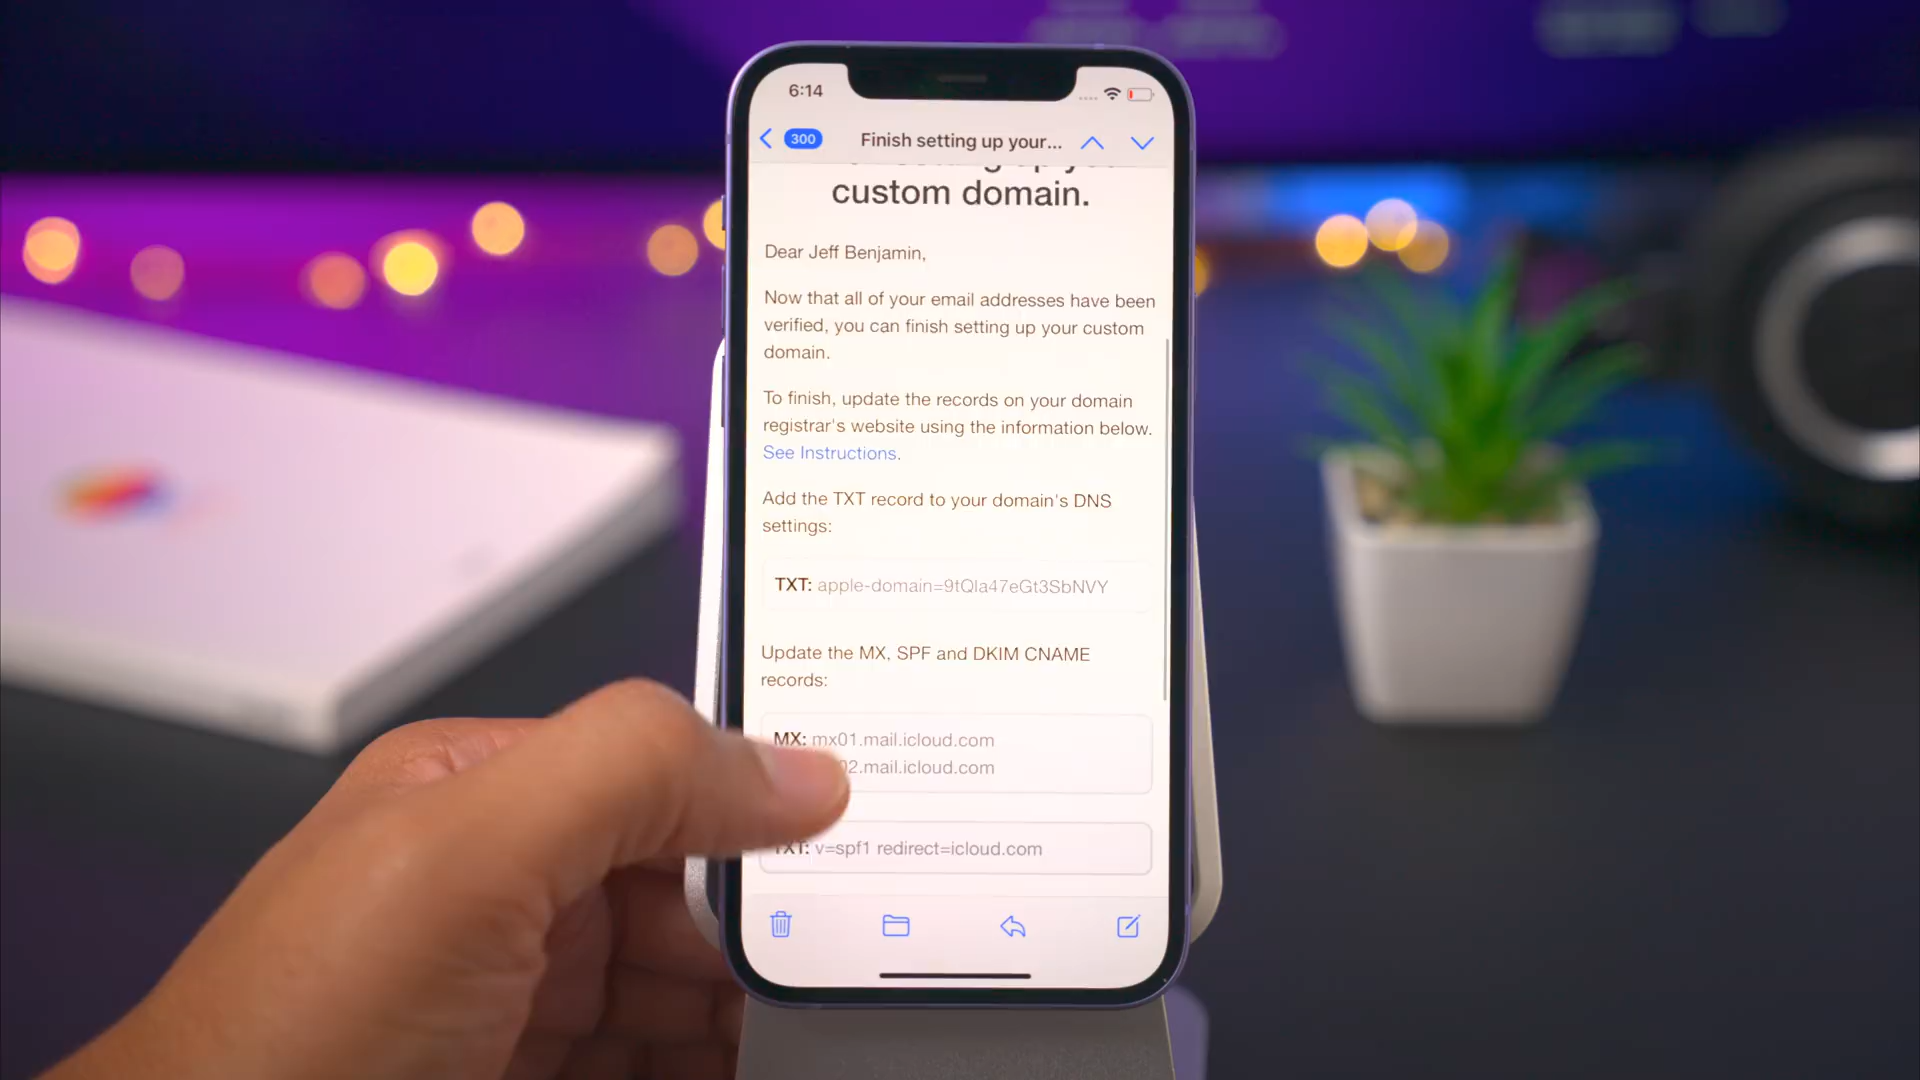 6:14
300
Finish setting up your...
custom domain.
Dear Jeff Benjamin,
Now that all of your email addresses have been
verified, you can finish setting up your custom
domain.
To finish, update the records on your domain
registrar's website using the information below.
See Instructions.
Add the TXT record to your domain's DNS
settings:
TXT: apple-domain=9tQla47eGt3SbNVY
Update the MX, SPF and DKIM CNAME
records:
MX: mx01.mail.icloud.com
02.mail.icloud.com
TXT: v=spf1 redirect=icloud.com